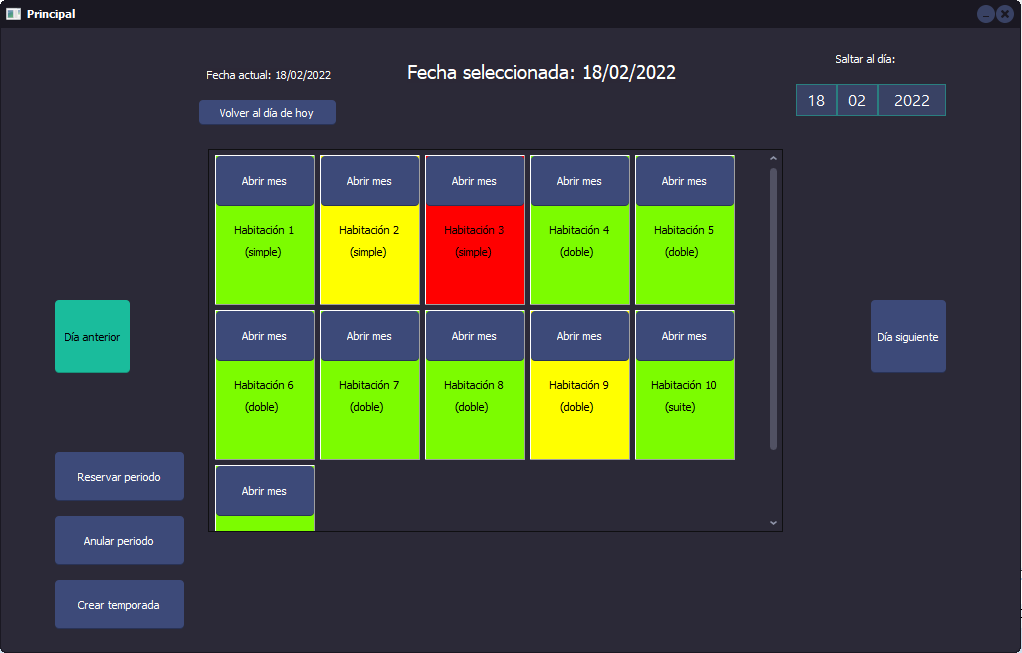 Principal
Saltar al día:
Fecha actual: 18/02/2022
Fecha seleccionada: 18/02/2022
18 02 2022
Volver al día de hoy
Abrir mes Abrir mes Abrir mes Abrir mes Abrir mes
Habitación 1 Habitación 2 Habitación 3 Habitación 4 Habitación 5
(simple) (simple) (simple) (doble) (doble)
Día anterior
Día siguiente
Abrir mes Abrir mes Abrir mes Abrir mes Abrir mes
Habitación 6 Habitación 7 Habitación 8 Habitación 9 Habitación 10
(doble) (doble) (doble) (doble) (suite)
Abrir mes
Reservar periodo
Anular periodo
Crear temporada